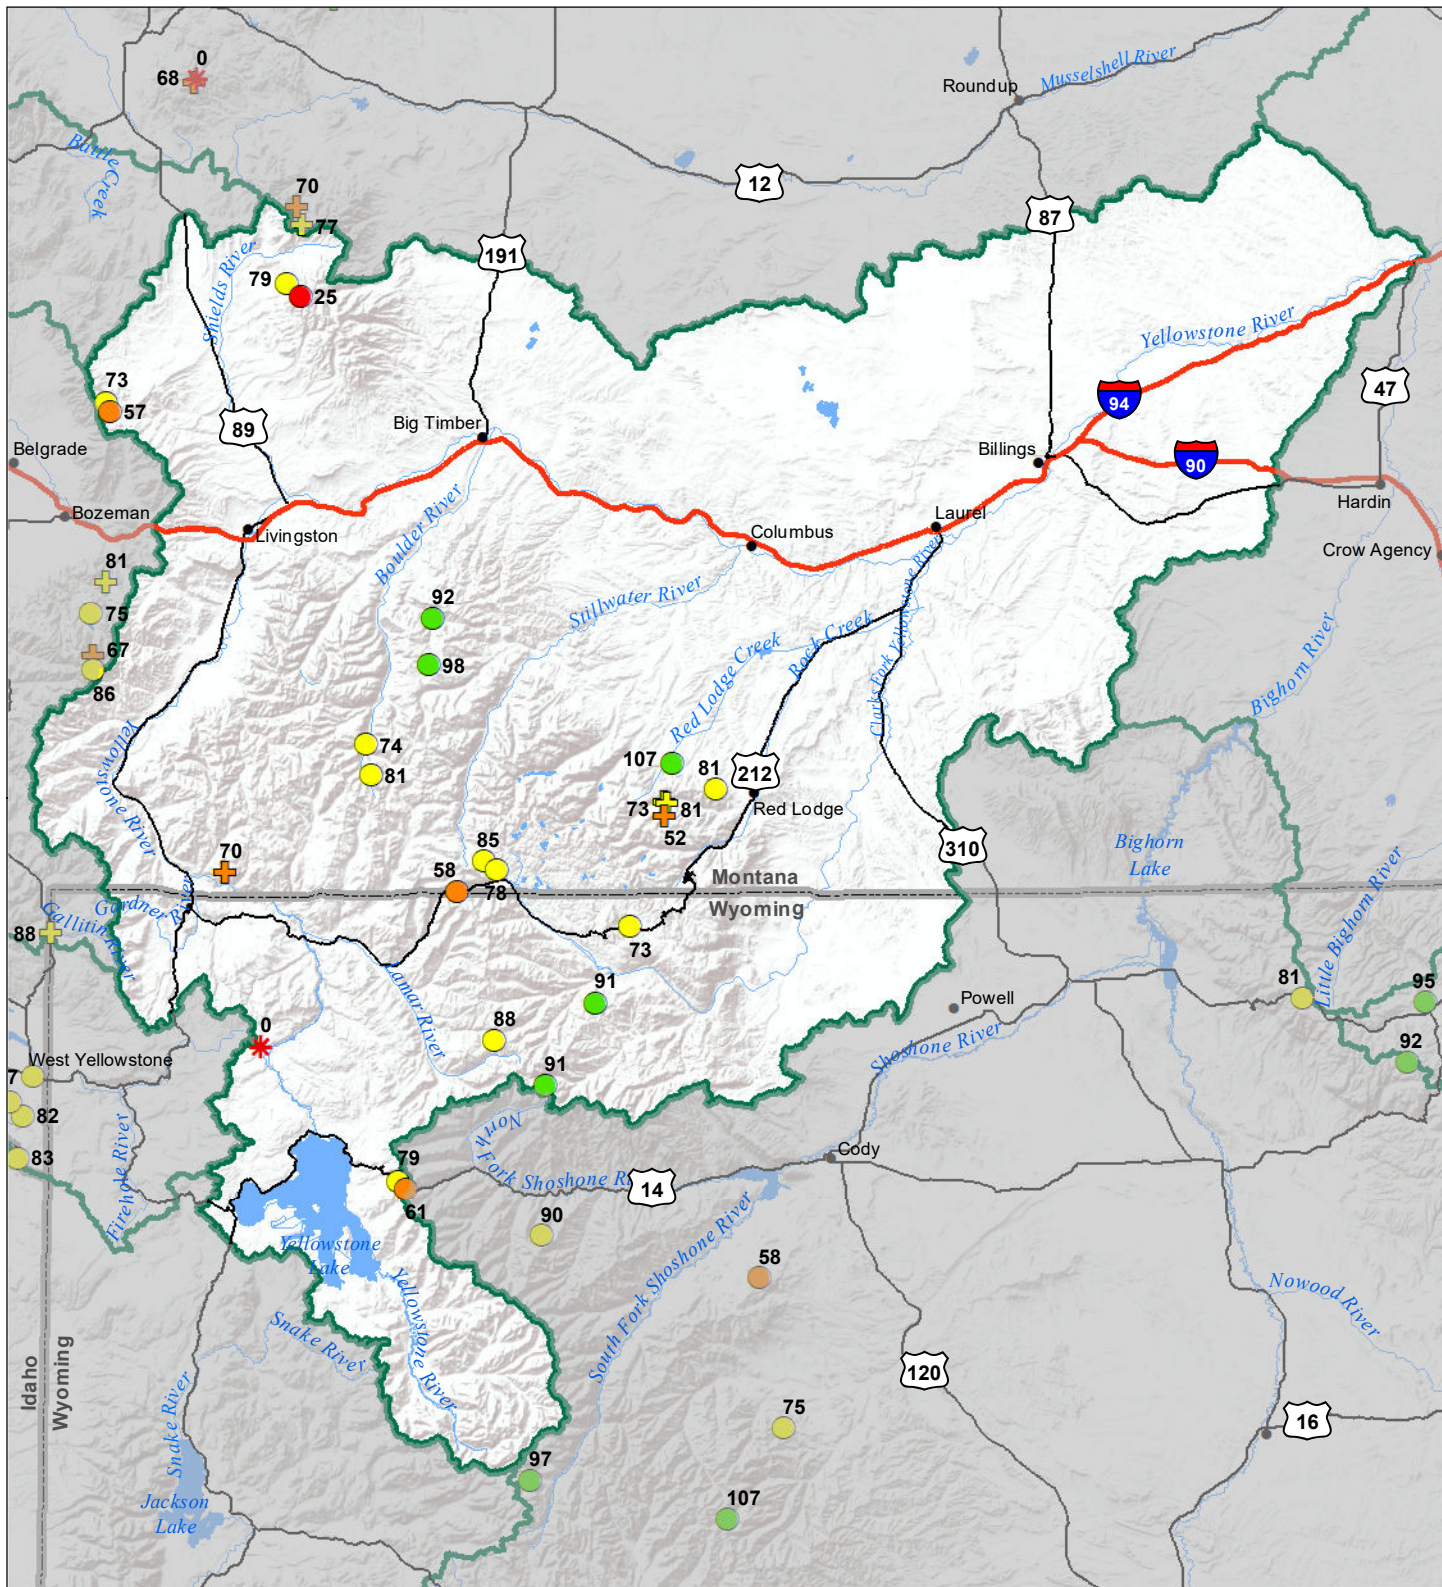 0
68
Roundup
Musselshell River
Battle Creek
12
70
77
87
191
Shields River
79
25
Yellowstone River
73
57
94
47
89
Big Timber
Belgrade
Billings
90
Bozeman
Hardin
Livingston
Laurel
Columbus
Crow Agency
81
Boulder River
Stillwater River
92
75
67
98
86
Red Lodge Creek
Rock Creek
Clarks Fork Yellowstone River
Bighorn River
Yellowstone River
74
81
107
81
212
73
81
52
Red Lodge
310
Bighorn
Lake
85
70
58
78
Montana
Wyoming
Gardner River
Gallitin River
88
73
Little Bighorn River
Lamar River
91
81
95
Powell
0
88
92
Shoshone River
West Yellowstone
7
91
82
83
Firehole River
North Fork Shoshone R
Cody
79
61
14
90
Yellowstone
Lake
58
South Fork Shoshone River
Yellowstone River
Nowood River
Snake River
Idaho
Wyoming
120
75
16
Snake River
97
Jackson
Lake
107